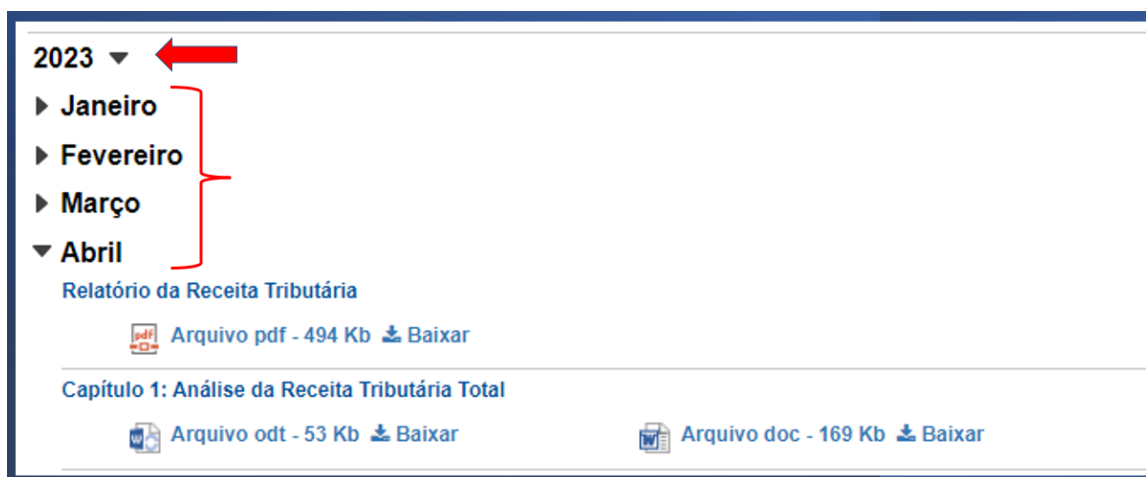 2023
Janeiro
Fevereiro
Março
Abril
Relatório da Receita Tributária
Arquivo pdf - 494 Kb Baixar
Capítulo 1: Análise da Receita Tributária Total
Arquivo odt - 53 Kb Baixar Arquivo doc - 169 Kb Baixar